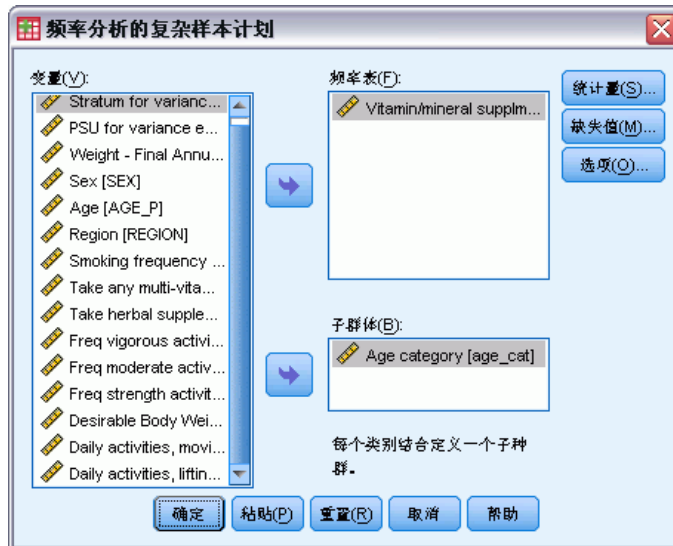 频率分析的复杂样本计划
变量(V):
Stratum for varianc...
PSU for variance e...
Weight - Final Annu...
Sex [SEX]
Age [AGE_P]
Region [REGION]
Smoking frequency ...
Take any multi-vita...
Take herbal supple...
Freq vigorous activi...
Freq moderate activ...
Freq strength activit...
Desirable Body Wei...
Daily activities, movi...
Daily activities, liftin...
频率表(F):
Vitamin/mineral supplm...
子群体(B):
Age category [age_cat]
每个类别结合定义一个子种
群。
统计量(S)...
缺失值(M)...
选项(O)...
确定
粘贴(P)
重置(R)
取消
帮助